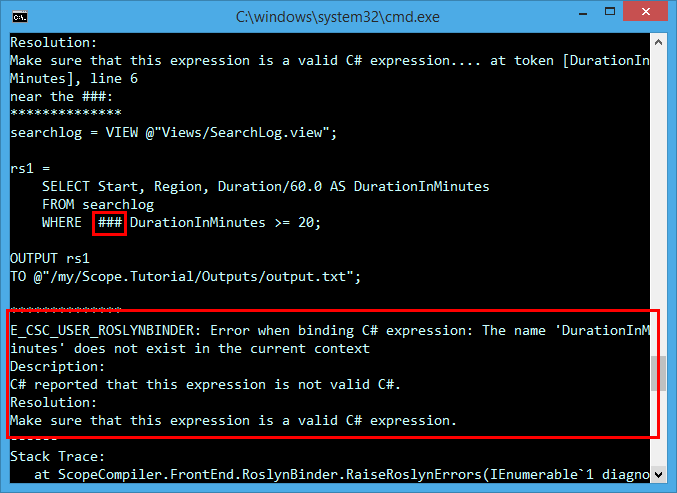 C:\windows\system32\cmd.exe
Resolution:
Make sure that this expression is a valid C# expression.... at token [DurationIn
Minutes], line 6
near the ###:
**************
searchlog = VIEW @"Views/SearchLog.view";
rs1 =
SELECT Start, Region, Duration/60.0 AS DurationInMinutes
FROM searchlog
WHERE ### DurationInMinutes >= 20;
OUTPUT rs1
TO @"/my/Scope.Tutorial/Outputs/output.txt";
**************
E_CSC_USER_ROSLYNBINDER: Error when binding C# expression: The name 'DurationInM
inutes' does not exist in the current context
Description:
C# reported that this expression is not valid C#.
Resolution:
Make sure that this expression is a valid C# expression.
------
Stack Trace:
at ScopeCompiler.FrontEnd.RoslynBinder.RaiseRoslynErrors(IEnumerable`1 diagno